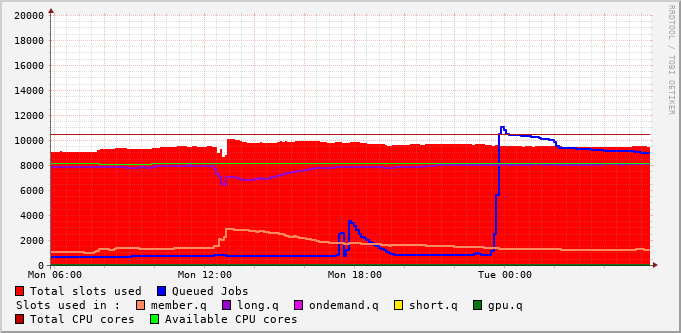 RRDTOOL / TOBI OETIKER
20000
18000
16000
14000
12000
10000
8000
6000
4000
2000
0
Mon 06:00 Mon 12:00 Mon 18:00 Tue 00:00
Total slots used Queued Jobs
Slots used in : member.q long.q ondemand.q short.q gpu.q
Total CPU cores Available CPU cores